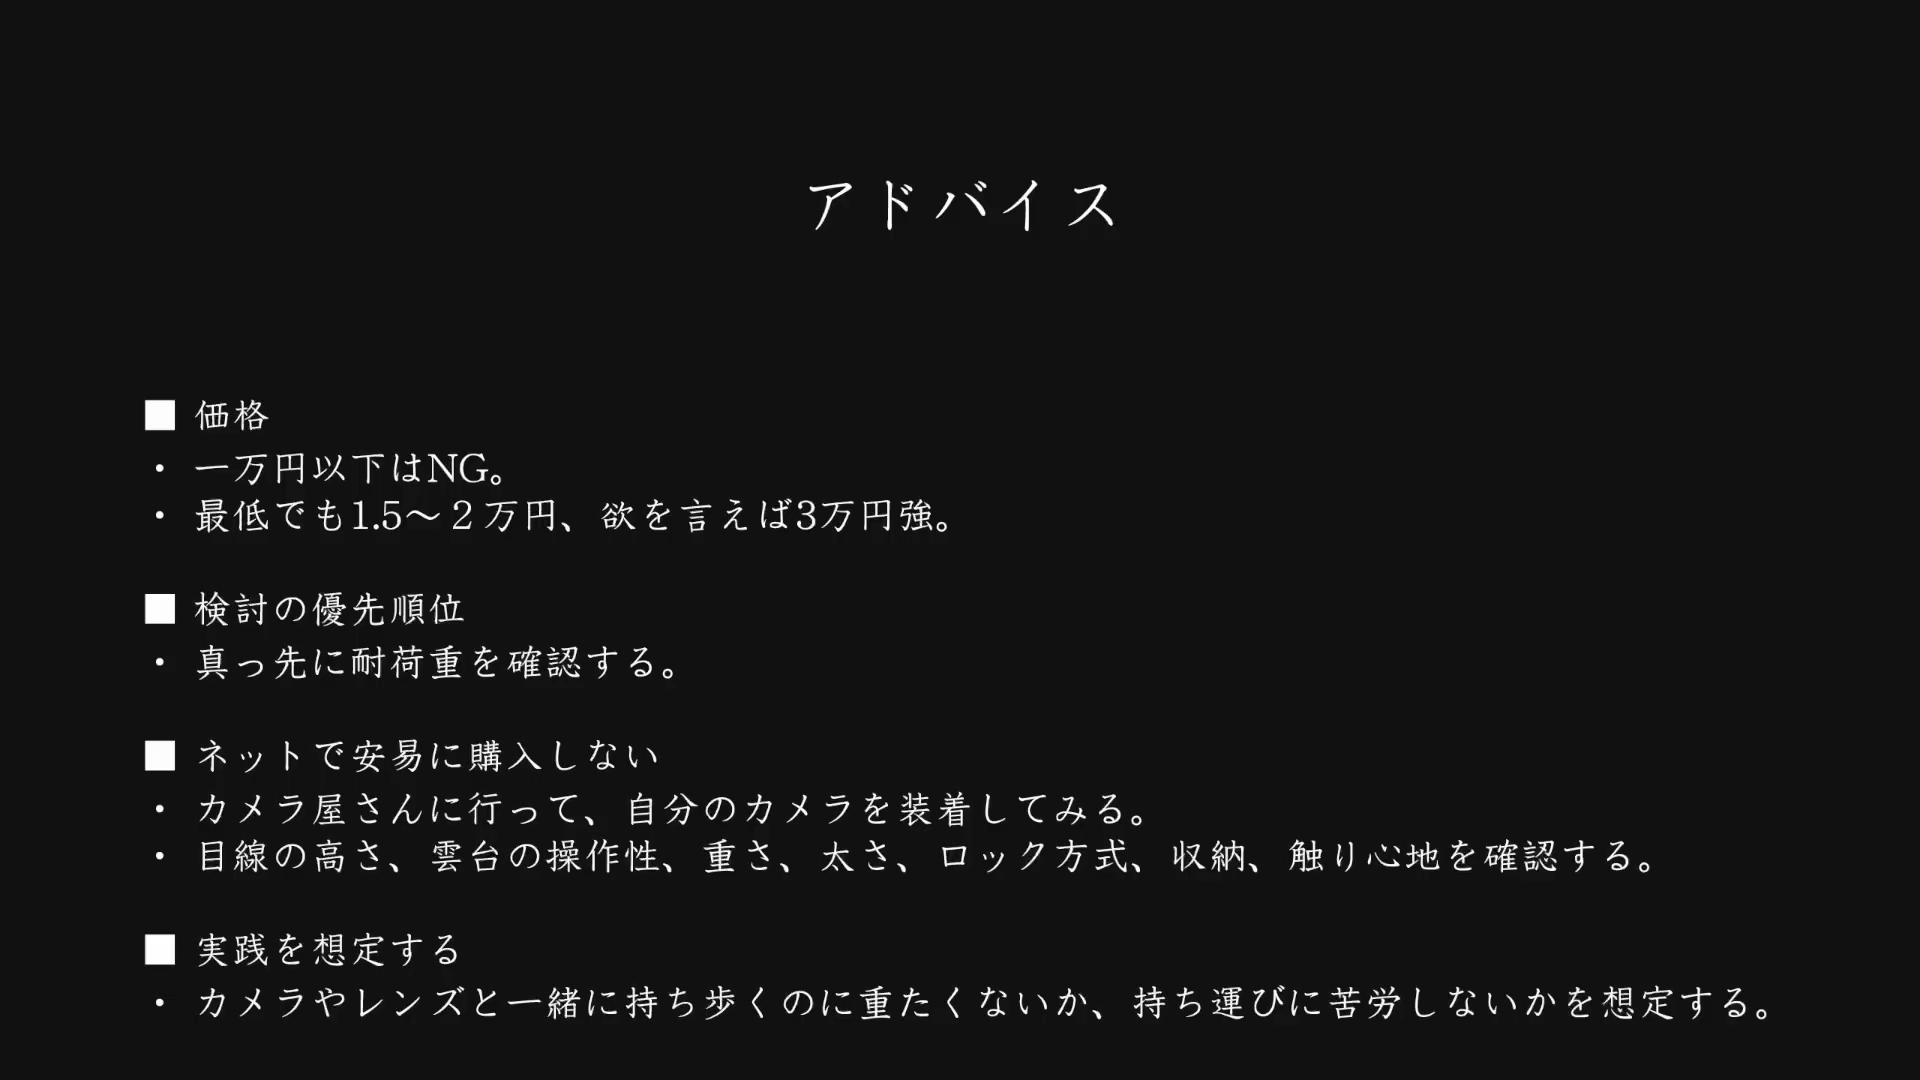 アドバイス
■ 価格
・ 一万円以下はNG。
・ 最低でも1.5〜２万円、欲を言えば3万円強。
■ 検討の優先順位
・ 真っ先に耐荷重を確認する。
■ ネットで安易に購入しない
・ カメラ屋さんに行って、自分のカメラを装着してみる。
・ 目線の高さ、雲台の操作性、重さ、太さ、ロック方式、収納、触り心地を確認する。
■ 実践を想定する
・ カメラやレンズと一緒に持ち歩くのに重たくないか、持ち運びに苦労しないかを想定する。